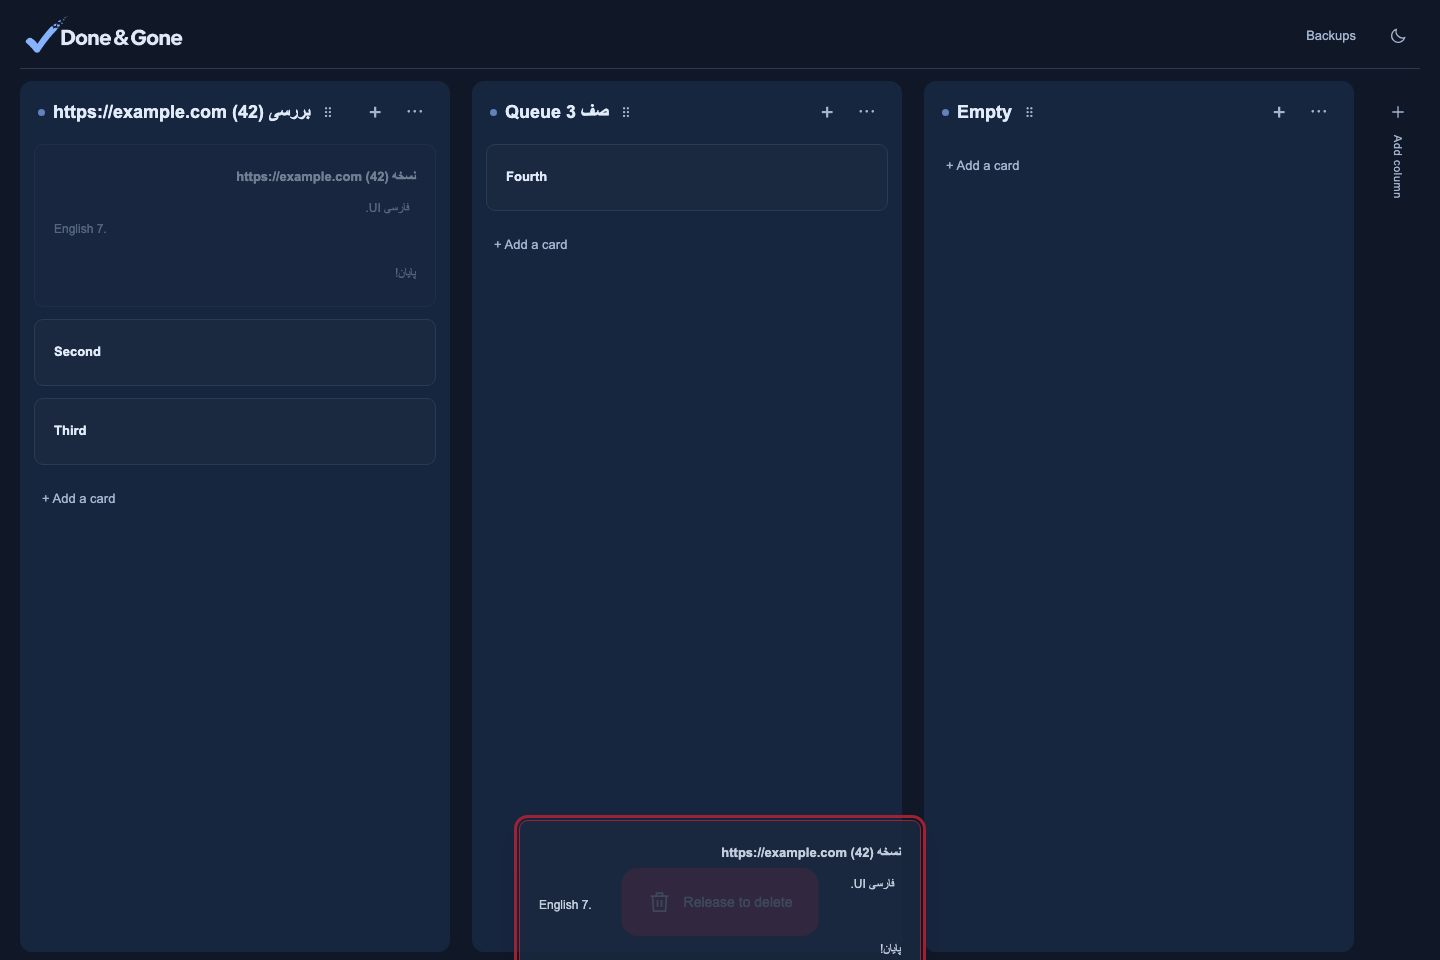 Done & Gone
Backups
بررسی (42) https://example.com
نسخه (42) https://example.com
فارسی UI.
English 7.
پایان!
Second
Third
+ Add a card
Queue 3 صف
Fourth
+ Add a card
Empty
+ Add a card
Add column
نسخه (42) https://example.com
فارسی UI.
English 7.
Release to delete
پایان!